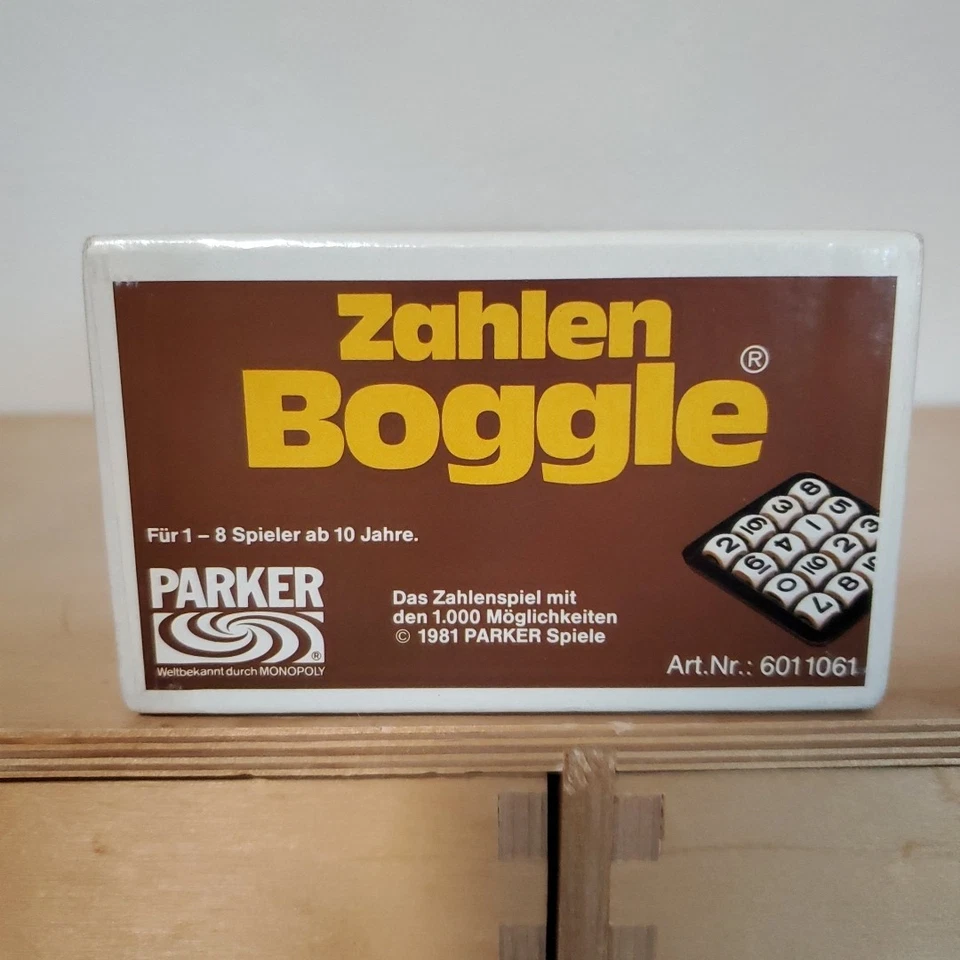 Zahlen
Boggle®
Für 1 – 8 Spieler ab 10 Jahre.
PARKER
®
Weltbekannt durch MONOPOLY
Das Zahlenspiel mit
den 1.000 Möglichkeiten
© 1981 PARKER Spiele
Art.Nr.: 6011061